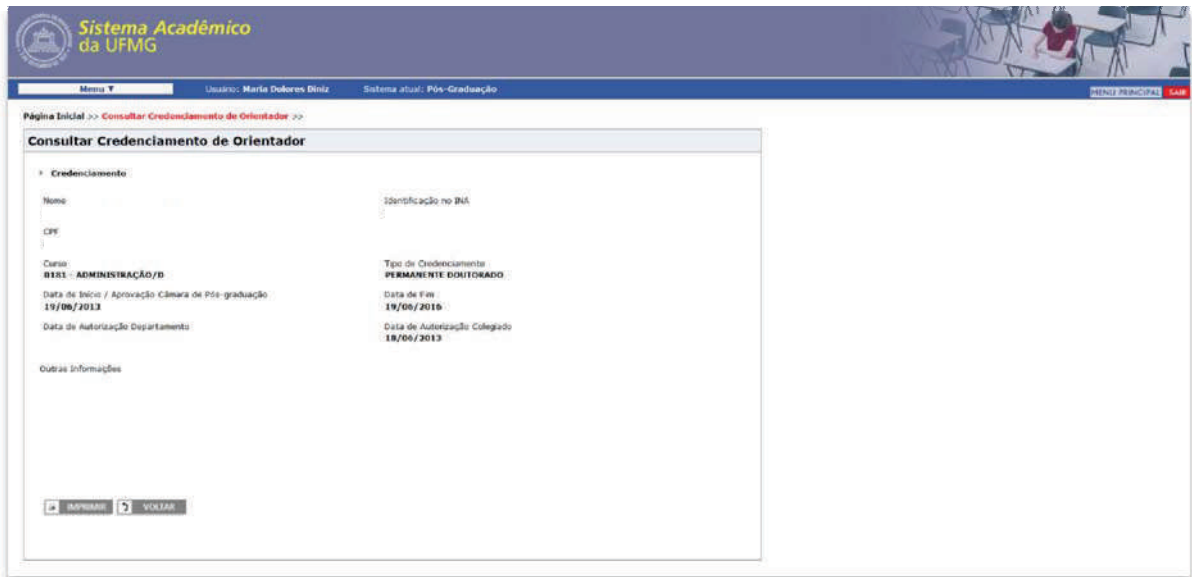 Sistema Acadêmico
da UFMG
Menu ▼ Usuário: Maria Dolores Diniz Sistema atual: Pós-Graduação MENU PRINCIPAL SAIR
Página Inicial >> Consultar Credenciamento de Orientador >>
Consultar Credenciamento de Orientador
Credenciamento
Nome Identificação no INA
CPF
Curso Tipo de Credenciamento
8181 - ADMINISTRAÇÃO/D PERMANENTE DOUTORADO
Data de Início / Aprovação Câmara de Pós-graduação Data de Fim
19/06/2013 19/06/2016
Data de Autorização Departamento Data de Autorização Colegiado
18/06/2013
Outras Informações
IMPRIMIR VOLTAR